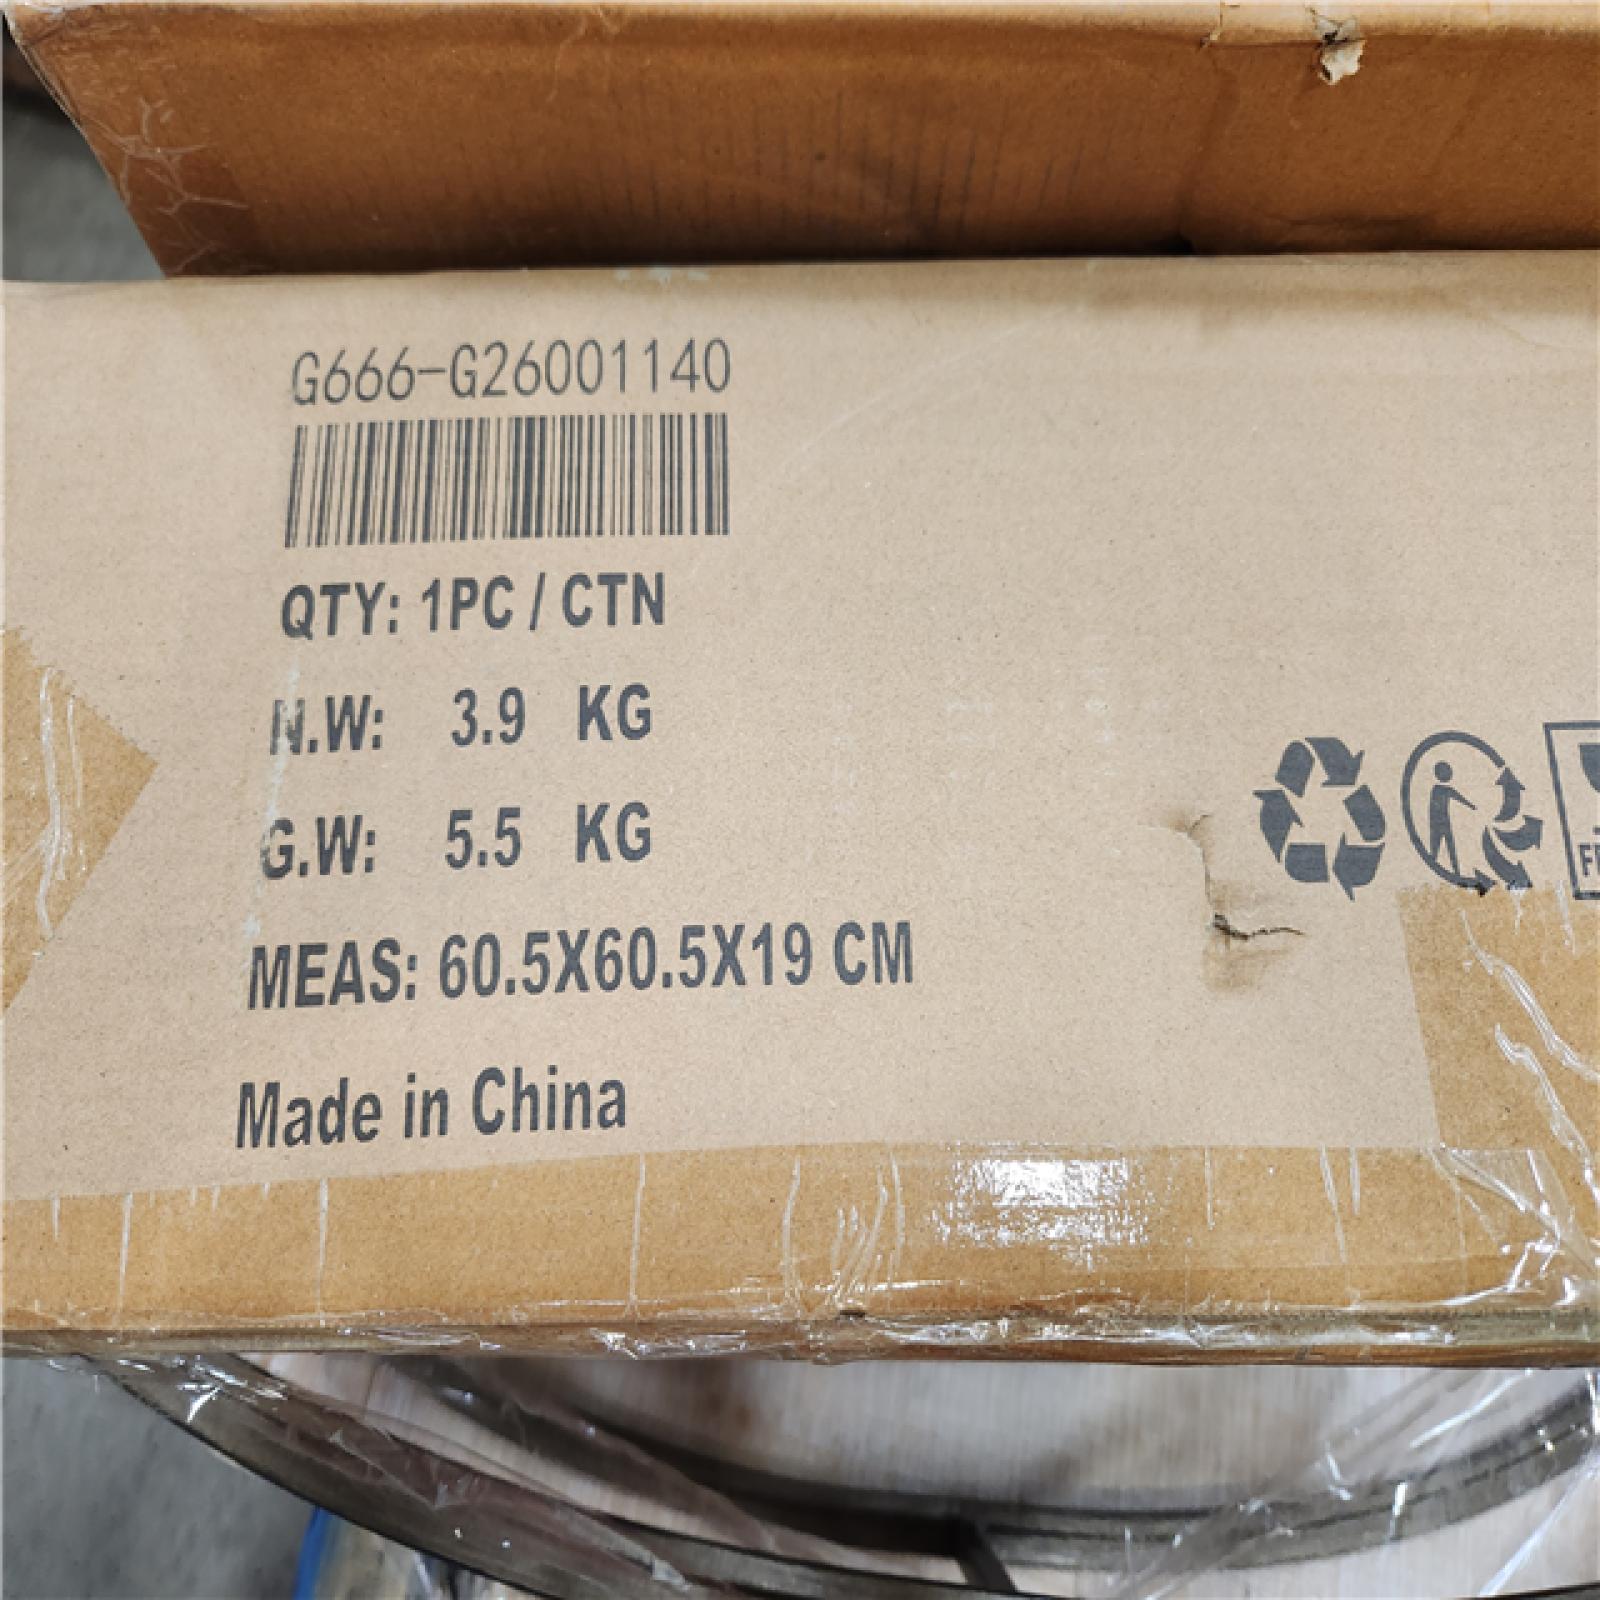 G666-G26001140
QTY: 1PC / CTN
N.W: 3.9 KG
G.W: 5.5 KG
MEAS: 60.5X60.5X19 CM
Made in China